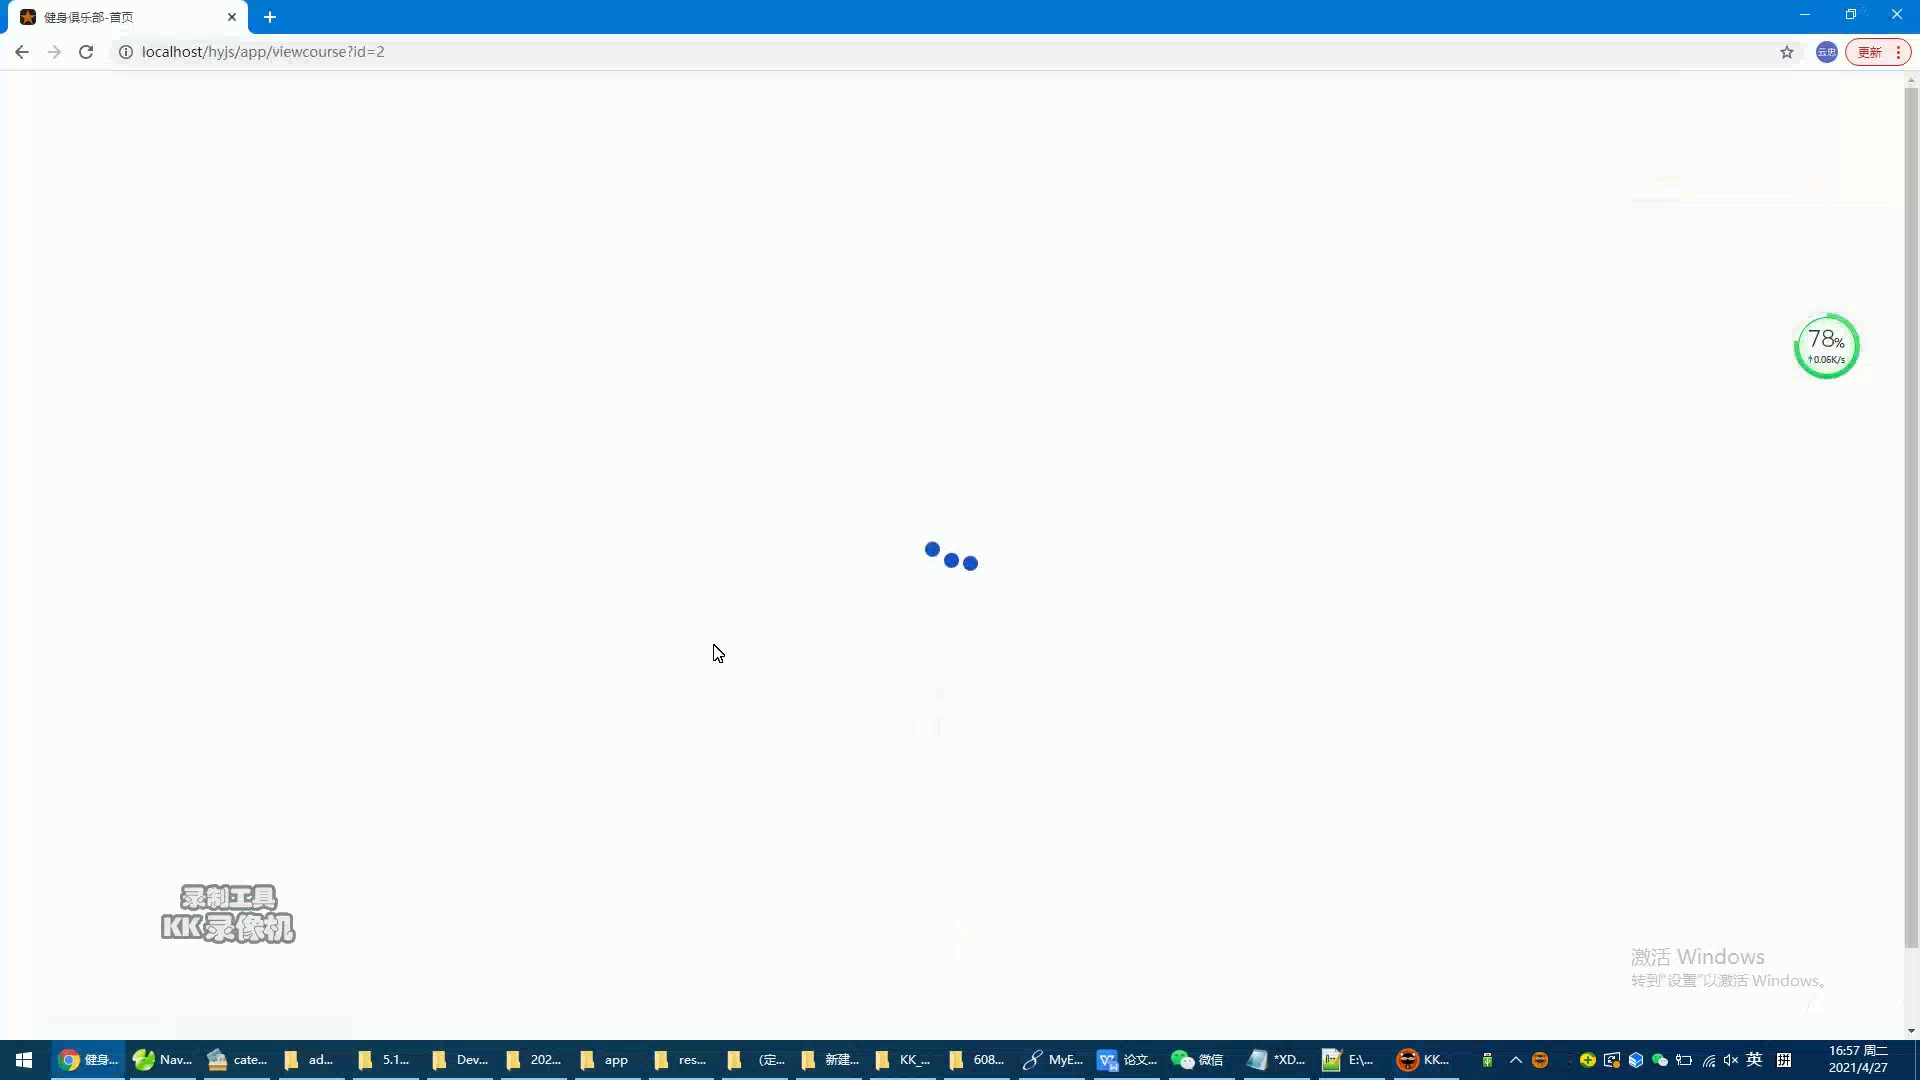 健身俱乐部-首页
localhost/hyjs/app/viewcourse?id=2
云忠
更新
78%
0.06K/s
录制工具
KK录像机
激活 Windows
转到"设置"以激活 Windows。
健身...
Nav...
cate...
ad...
5.1...
Dev...
202...
app
res...
(定...
新建...
KK_...
608...
MyE...
论文...
微信
*XD...
E:\...
KK...
英
拼
16:57 周二
2021/4/27